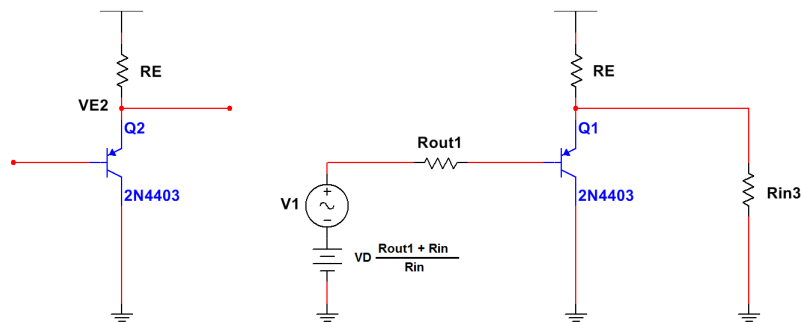 RE
VE2
Q2
2N4403
Rout1
V1
+
−
VD Rout1 + Rin
Rin
RE
Q1
2N4403
Rin3